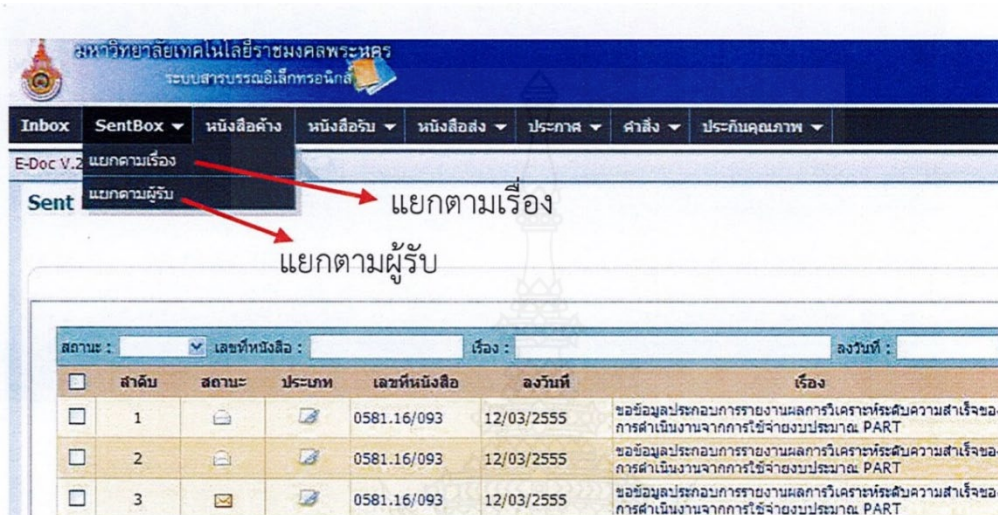 มหาวิทยาลัยเทคโนโลยีราชมงคลพระนคร
ระบบสารบรรณอิเล็กทรอนิกส์
Inbox SentBox หนังสือค้าง หนังสือรับ หนังสือส่ง ประกาศ คำสั่ง ประกันคุณภาพ
E-Doc V.2 แยกตามเรื่อง
Sent แยกตามผู้รับ
แยกตามเรื่อง
แยกตามผู้รับ
สถานะ : เลขที่หนังสือ : เรื่อง : ลงวันที่ :
ลำดับ สถานะ ประเภท เลขที่หนังสือ ลงวันที่ เรื่อง
1 0581.16/093 12/03/2555 ขอข้อมูลประกอบการรายงานผลการวิเคราะห์ระดับความสำเร็จของ
การดำเนินงานจากการใช้จ่ายงบประมาณ PART
2 0581.16/093 12/03/2555 ขอข้อมูลประกอบการรายงานผลการวิเคราะห์ระดับความสำเร็จของ
การดำเนินงานจากการใช้จ่ายงบประมาณ PART
3 0581.16/093 12/03/2555 ขอข้อมูลประกอบการรายงานผลการวิเคราะห์ระดับความสำเร็จของ
การดำเนินงานจากการใช้จ่ายงบประมาณ PART